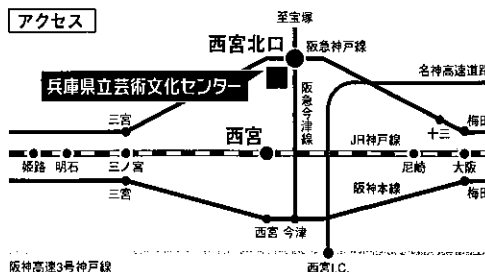 アクセス
至宝塚
西宮北口
阪急神戸線
兵庫県立芸術文化センター
阪急今津線
名神高速道路
三宮
十三
梅田
西宮
JR神戸線
姫路
明石
三ノ宮
尼崎
大阪
三宮
阪神本線
梅田
西宮
今津
阪神高速3号神戸線
西宮I.C.